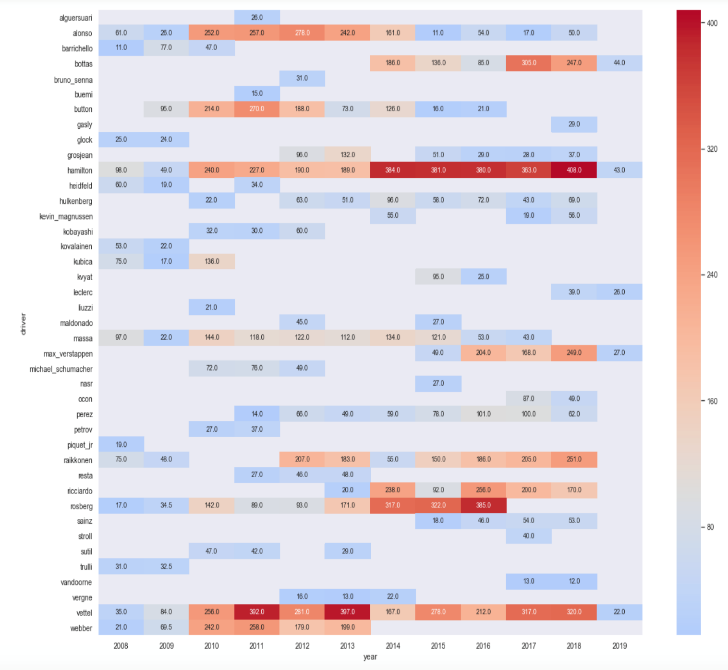 alguersuari 26.0
alonso 61.0 26.0 252.0 257.0 278.0 242.0 161.0 11.0 54.0 17.0 50.0
barrichello 11.0 77.0 47.0
bottas 186.0 136.0 85.0 305.0 247.0 44.0
bruno_senna 31.0
buemi 15.0
button 95.0 214.0 270.0 188.0 73.0 126.0 16.0 21.0
gasly 29.0
glock 25.0 24.0
grosjean 96.0 132.0 51.0 29.0 28.0 37.0
hamilton 98.0 49.0 240.0 227.0 190.0 189.0 384.0 381.0 380.0 363.0 408.0 43.0
heidfeld 60.0 19.0 34.0
hulkenberg 22.0 63.0 51.0 96.0 58.0 72.0 43.0 69.0
kevin_magnussen 55.0 19.0 56.0
kobayashi 32.0 30.0 60.0
kovalainen 53.0 22.0
kubica 75.0 17.0 136.0
kvyat 95.0 25.0
leclerc 39.0 26.0
liuzzi 21.0
maldonado 45.0 27.0
massa 97.0 22.0 144.0 118.0 122.0 112.0 134.0 121.0 53.0 43.0
max_verstappen 49.0 204.0 168.0 249.0 27.0
michael_schumacher 72.0 76.0 49.0
nasr 27.0
ocon 87.0 49.0
perez 14.0 66.0 49.0 59.0 78.0 101.0 100.0 62.0
petrov 27.0 37.0
piquet_jr 19.0
raikkonen 75.0 48.0 207.0 183.0 55.0 150.0 186.0 205.0 251.0
resta 27.0 46.0 48.0
ricciardo 20.0 238.0 92.0 256.0 200.0 170.0
rosberg 17.0 34.5 142.0 89.0 93.0 171.0 317.0 322.0 385.0
sainz 18.0 46.0 54.0 53.0
stroll 40.0
sutil 47.0 42.0 29.0
trulli 31.0 32.5
vandoorne 13.0 12.0
vergne 16.0 13.0 22.0
vettel 35.0 84.0 256.0 392.0 281.0 397.0 167.0 278.0 212.0 317.0 320.0 22.0
webber 21.0 69.5 242.0 258.0 179.0 199.0
2008 2009 2010 2011 2012 2013 2014 2015 2016 2017 2018 2019
year
driver
400
320
240
160
80